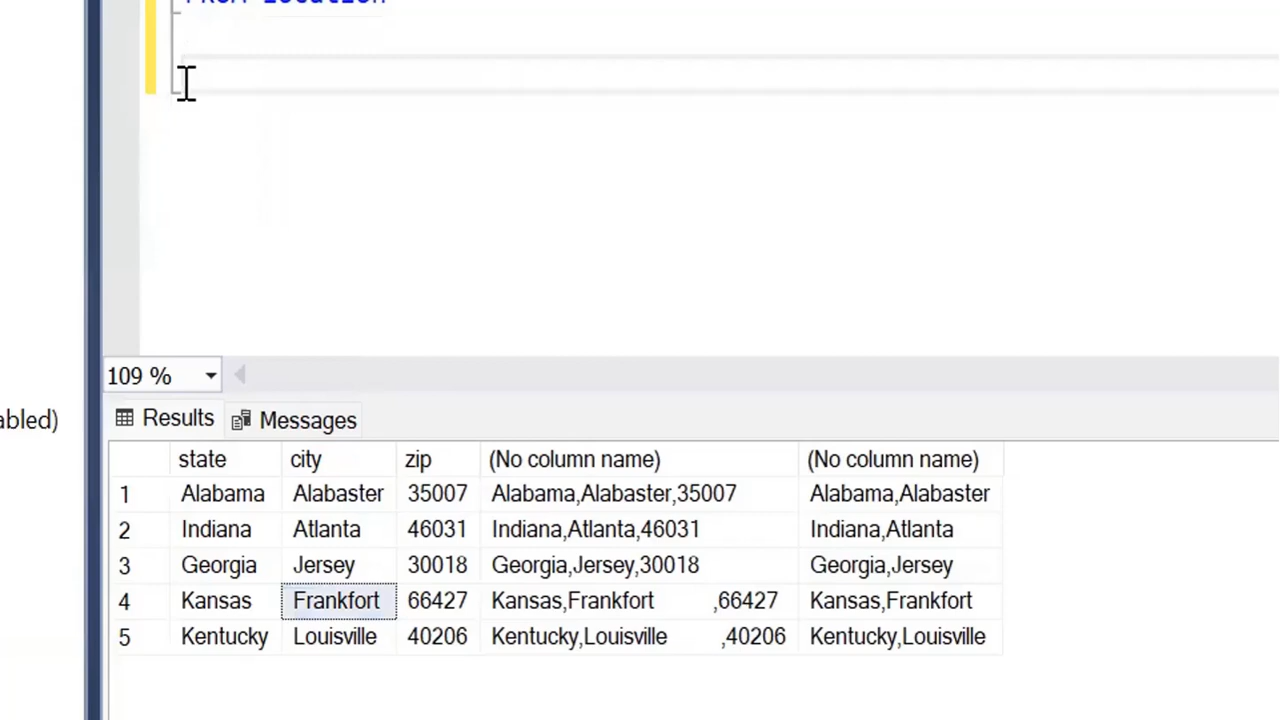 FROM Location
109 %
abled)
Results Messages
state city zip (No column name) (No column name)
1 Alabama Alabaster 35007 Alabama,Alabaster,35007 Alabama,Alabaster
2 Indiana Atlanta 46031 Indiana,Atlanta,46031 Indiana,Atlanta
3 Georgia Jersey 30018 Georgia,Jersey,30018 Georgia,Jersey
4 Kansas Frankfort 66427 Kansas,Frankfort ,66427 Kansas,Frankfort
5 Kentucky Louisville 40206 Kentucky,Louisville ,40206 Kentucky,Louisville